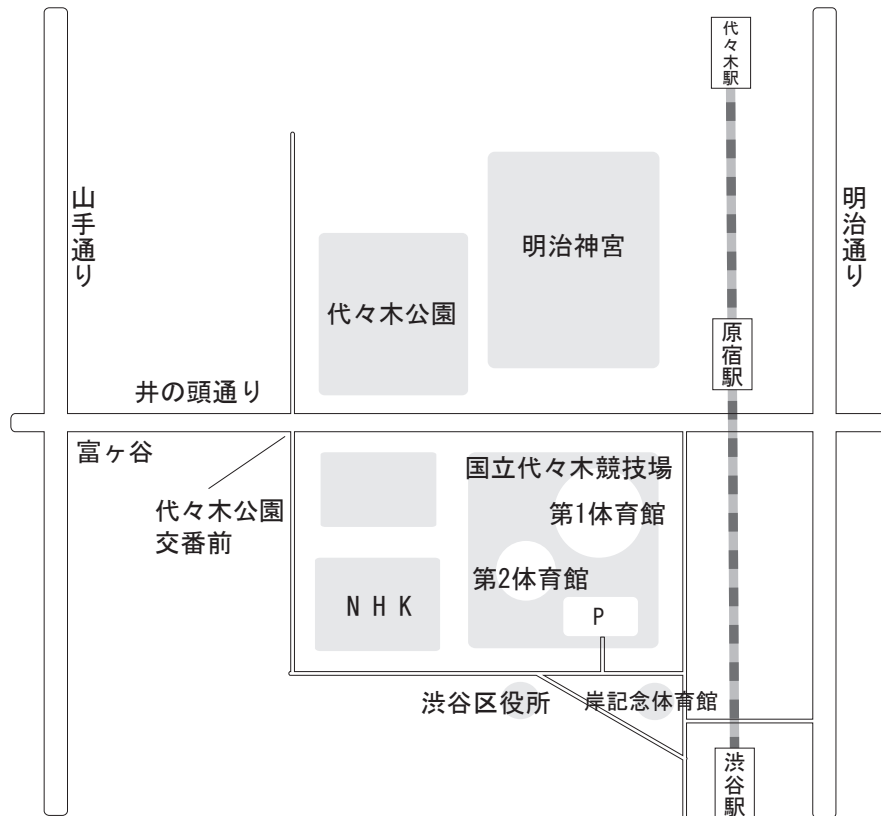 代々木駅
山手通り
明治通り
明治神宮
代々木公園
原宿駅
井の頭通り
富ヶ谷
国立代々木競技場
代々木公園
交番前
第1体育館
第2体育館
NHK
P
渋谷区役所
岸記念体育館
渋谷駅